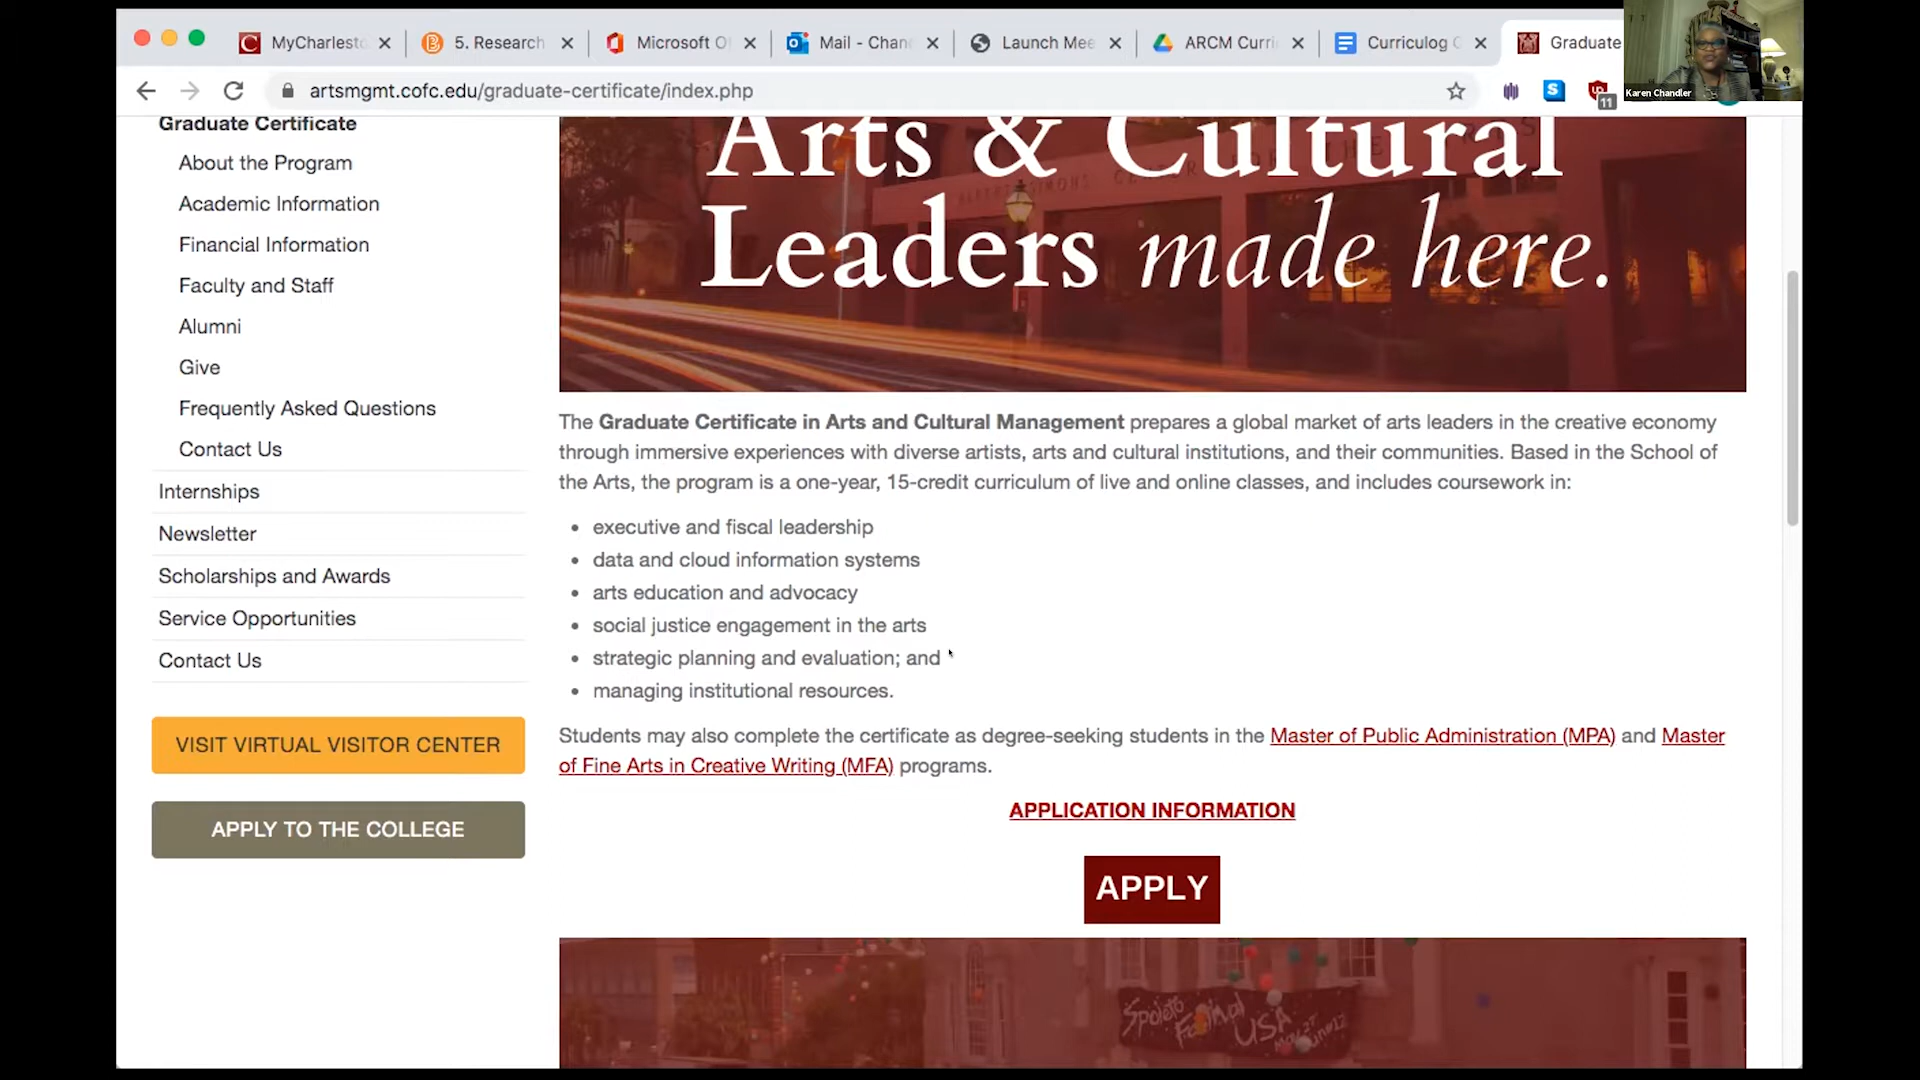 MyCharlest
5. Research
Microsoft O
Mail - Chan
Launch Mee
ARCM Curri
Curriculog
Graduate
artsmgmt.cofc.edu/graduate-certificate/index.php
S
11
Karen Chandler
Graduate Certificate
About the Program
Academic Information
Financial Information
Faculty and Staff
Alumni
Give
Frequently Asked Questions
Contact Us
Internships
Newsletter
Scholarships and Awards
Service Opportunities
Contact Us
VISIT VIRTUAL VISITOR CENTER
APPLY TO THE COLLEGE
Arts & Cultural
Leaders made here.
The Graduate Certificate in Arts and Cultural Management prepares a global market of arts leaders in the creative economy
through immersive experiences with diverse artists, arts and cultural institutions, and their communities. Based in the School of
the Arts, the program is a one-year, 15-credit curriculum of live and online classes, and includes coursework in:
• executive and fiscal leadership
• data and cloud information systems
• arts education and advocacy
• social justice engagement in the arts
• strategic planning and evaluation; and
• managing institutional resources.
Students may also complete the certificate as degree-seeking students in the Master of Public Administration (MPA) and Master
of Fine Arts in Creative Writing (MFA) programs.
APPLICATION INFORMATION
APPLY
Spoleto
Festival
USA